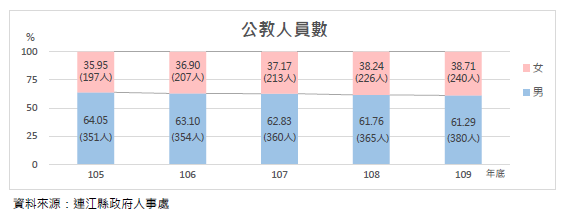 公教人員數
%
100
75
50
25
0
35.95 36.90 37.17 38.24 38.71
(197人) (207人) (213人) (226人) (240人)
64.05 63.10 62.83 61.76 61.29
(351人) (354人) (360人) (365人) (380人)
女
男
105 106 107 108 109 年底
資料來源：連江縣政府人事處